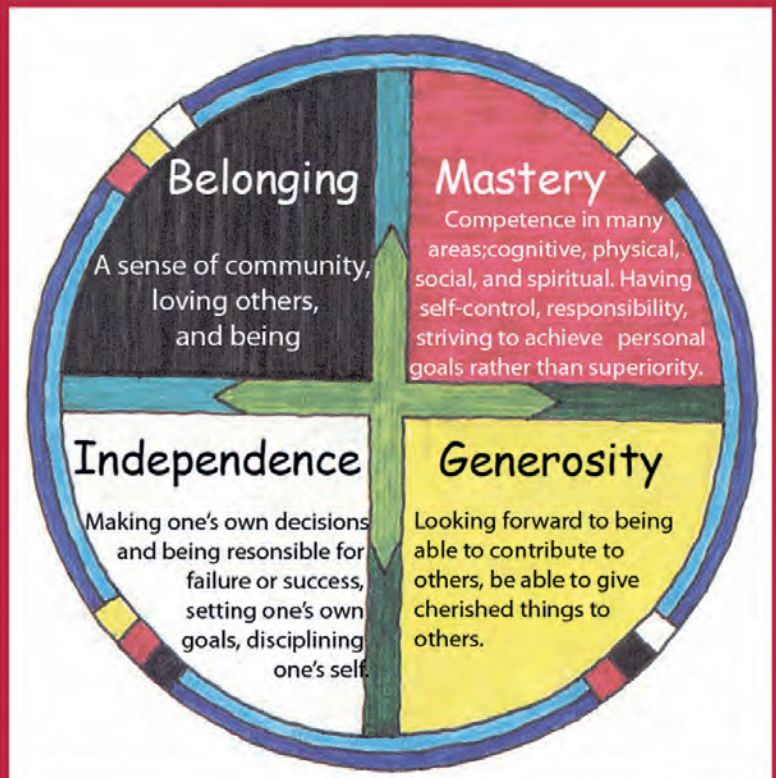 Belonging
A sense of community,
loving others,
and being
Mastery
Competence in many
areas;cognitive, physical,
social, and spiritual. Having
self-control, responsibility,
striving to achieve personal
goals rather than superiority.
Independence
Making one's own decisions
and being resonsible for
failure or success,
setting one's own
goals, disciplining
one's self.
Generosity
Looking forward to being
able to contribute to
others, be able to give
cherished things to
others.